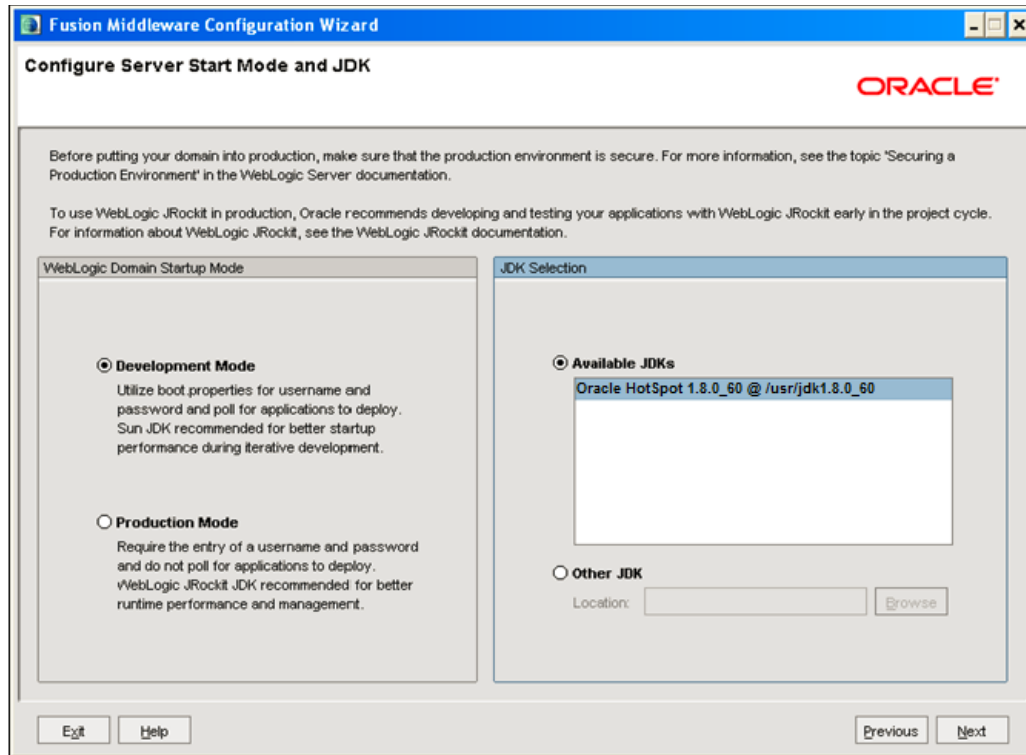 Fusion Middleware Configuration Wizard
Configure Server Start Mode and JDK
ORACLE
Before putting your domain into production, make sure that the production environment is secure. For more information, see the topic 'Securing a
Production Environment' in the WebLogic Server documentation.
To use WebLogic JRockit in production, Oracle recommends developing and testing your applications with WebLogic JRockit early in the project cycle.
For information about WebLogic JRockit, see the WebLogic JRockit documentation.
WebLogic Domain Startup Mode
Development Mode
Utilize boot.properties for username and
password and poll for applications to deploy.
Sun JDK recommended for better startup
performance during iterative development.
Production Mode
Require the entry of a username and password
and do not poll for applications to deploy.
WebLogic JRockit JDK recommended for better
runtime performance and management.
JDK Selection
Available JDKs
Oracle HotSpot 1.8.0_60 @ /usr/jdk1.8.0_60
Other JDK
Location:
Browse
Exit
Help
Previous
Next